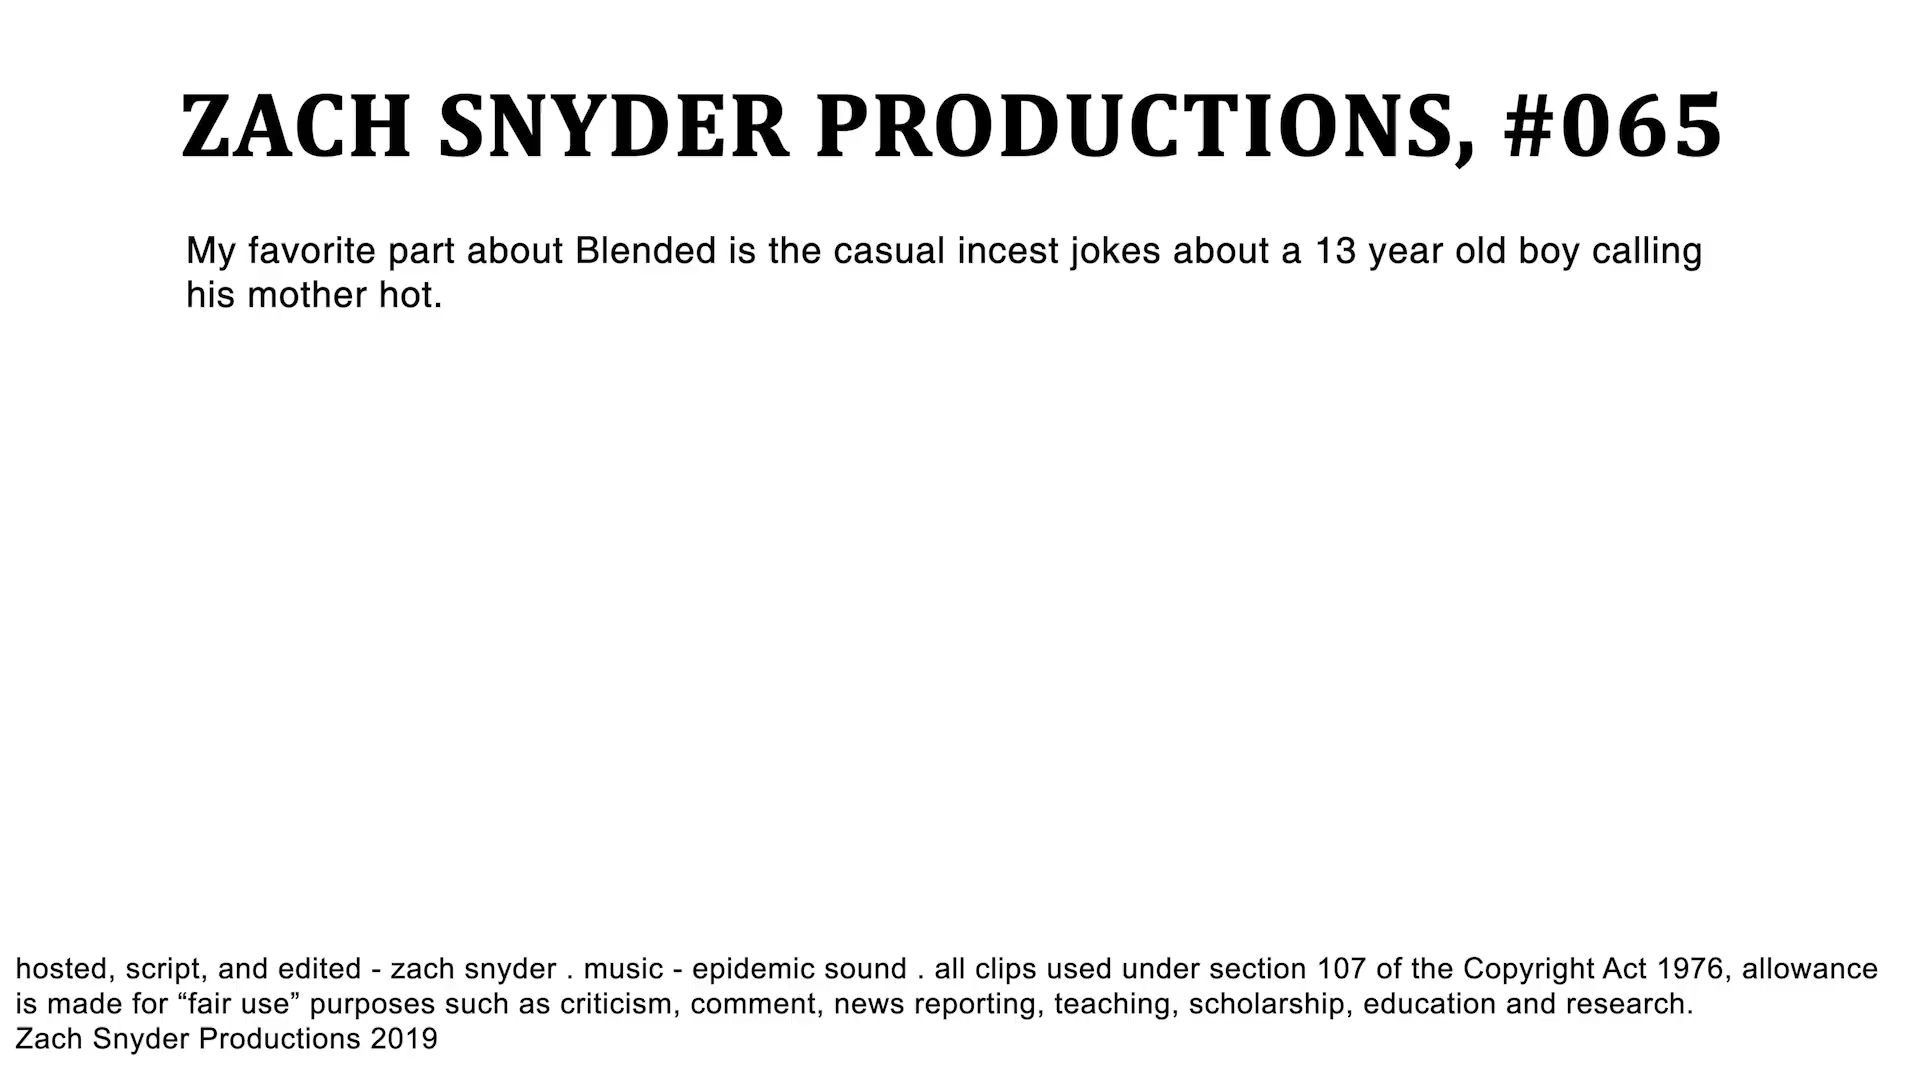 ZACH SNYDER PRODUCTIONS, #065
My favorite part about Blended is the casual incest jokes about a 13 year old boy calling
his mother hot.
hosted, script, and edited - zach snyder . music - epidemic sound . all clips used under section 107 of the Copyright Act 1976, allowance
is made for “fair use” purposes such as criticism, comment, news reporting, teaching, scholarship, education and research.
Zach Snyder Productions 2019